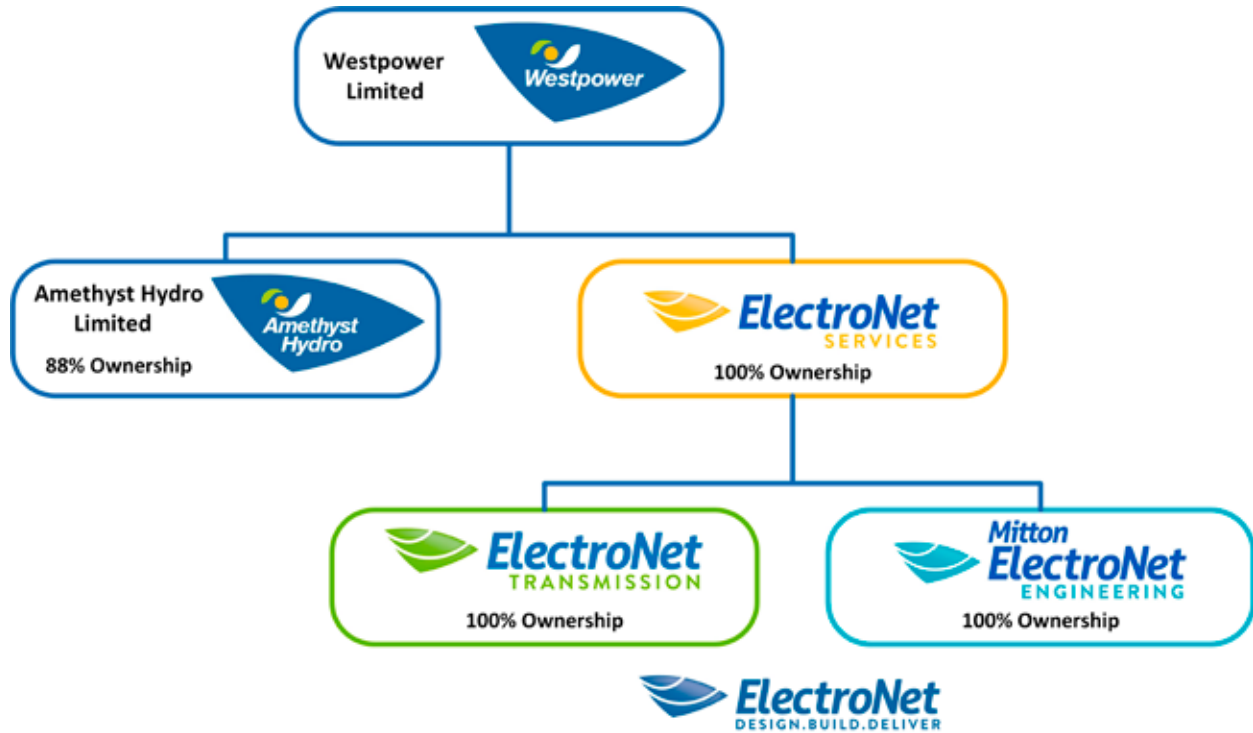 Westpower
Limited
Westpower
Amethyst Hydro
Limited
88% Ownership
Amethyst
Hydro
ElectroNet
SERVICES
100% Ownership
ElectroNet
TRANSMISSION
100% Ownership
Mitton
ElectroNet
ENGINEERING
100% Ownership
ElectroNet
DESIGN.BUILD.DELIVER